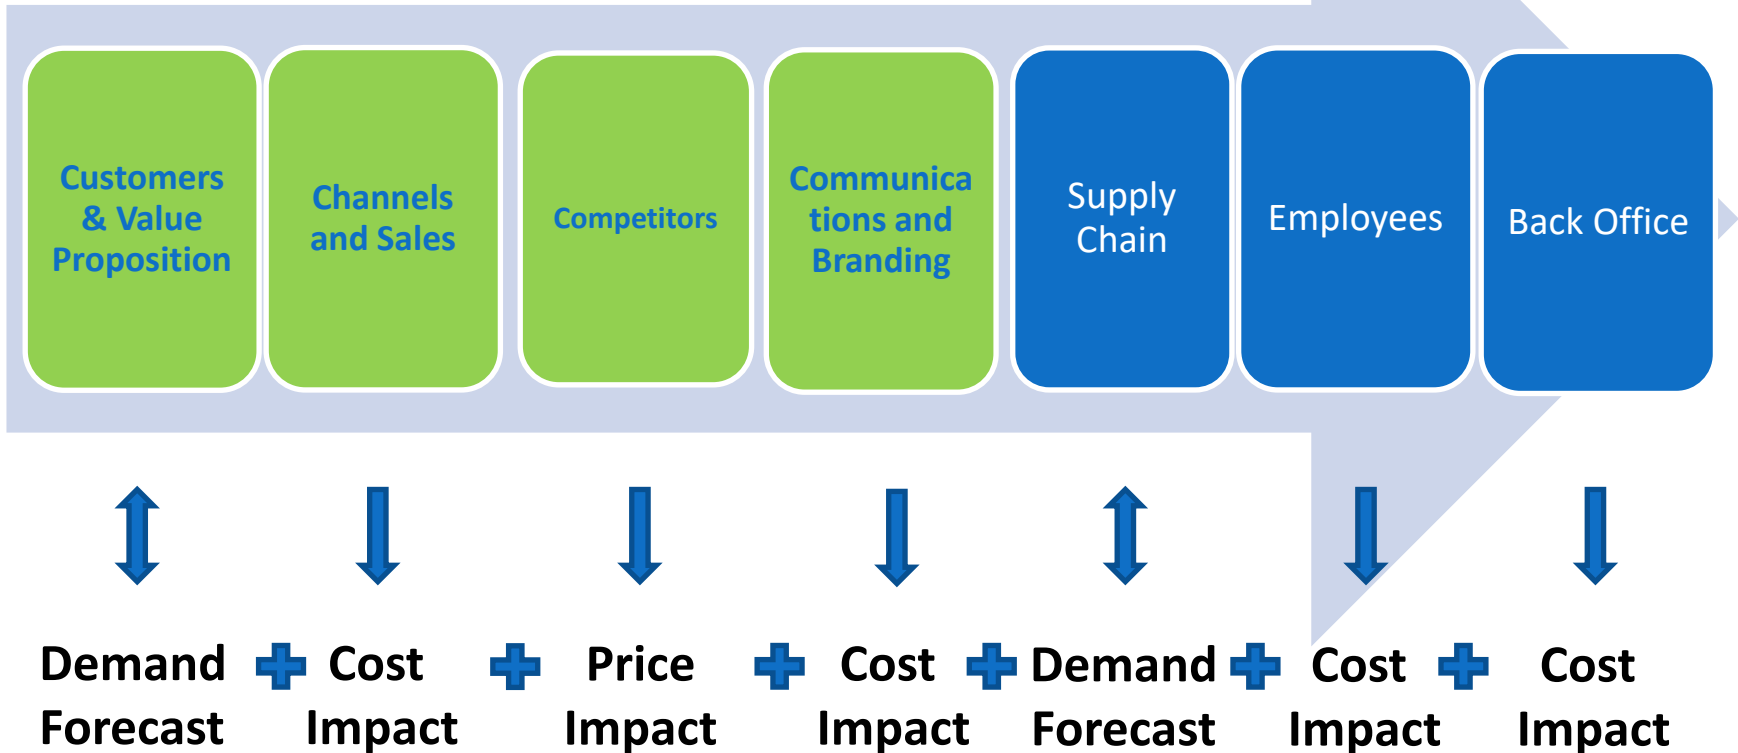 Customers
& Value
Proposition
Channels
and Sales
Competitors
Communica
tions and
Branding
Supply
Chain
Employees
Back Office
Demand
Forecast
Cost
Impact
Price
Impact
Cost
Impact
Demand
Forecast
Cost
Impact
Cost
Impact